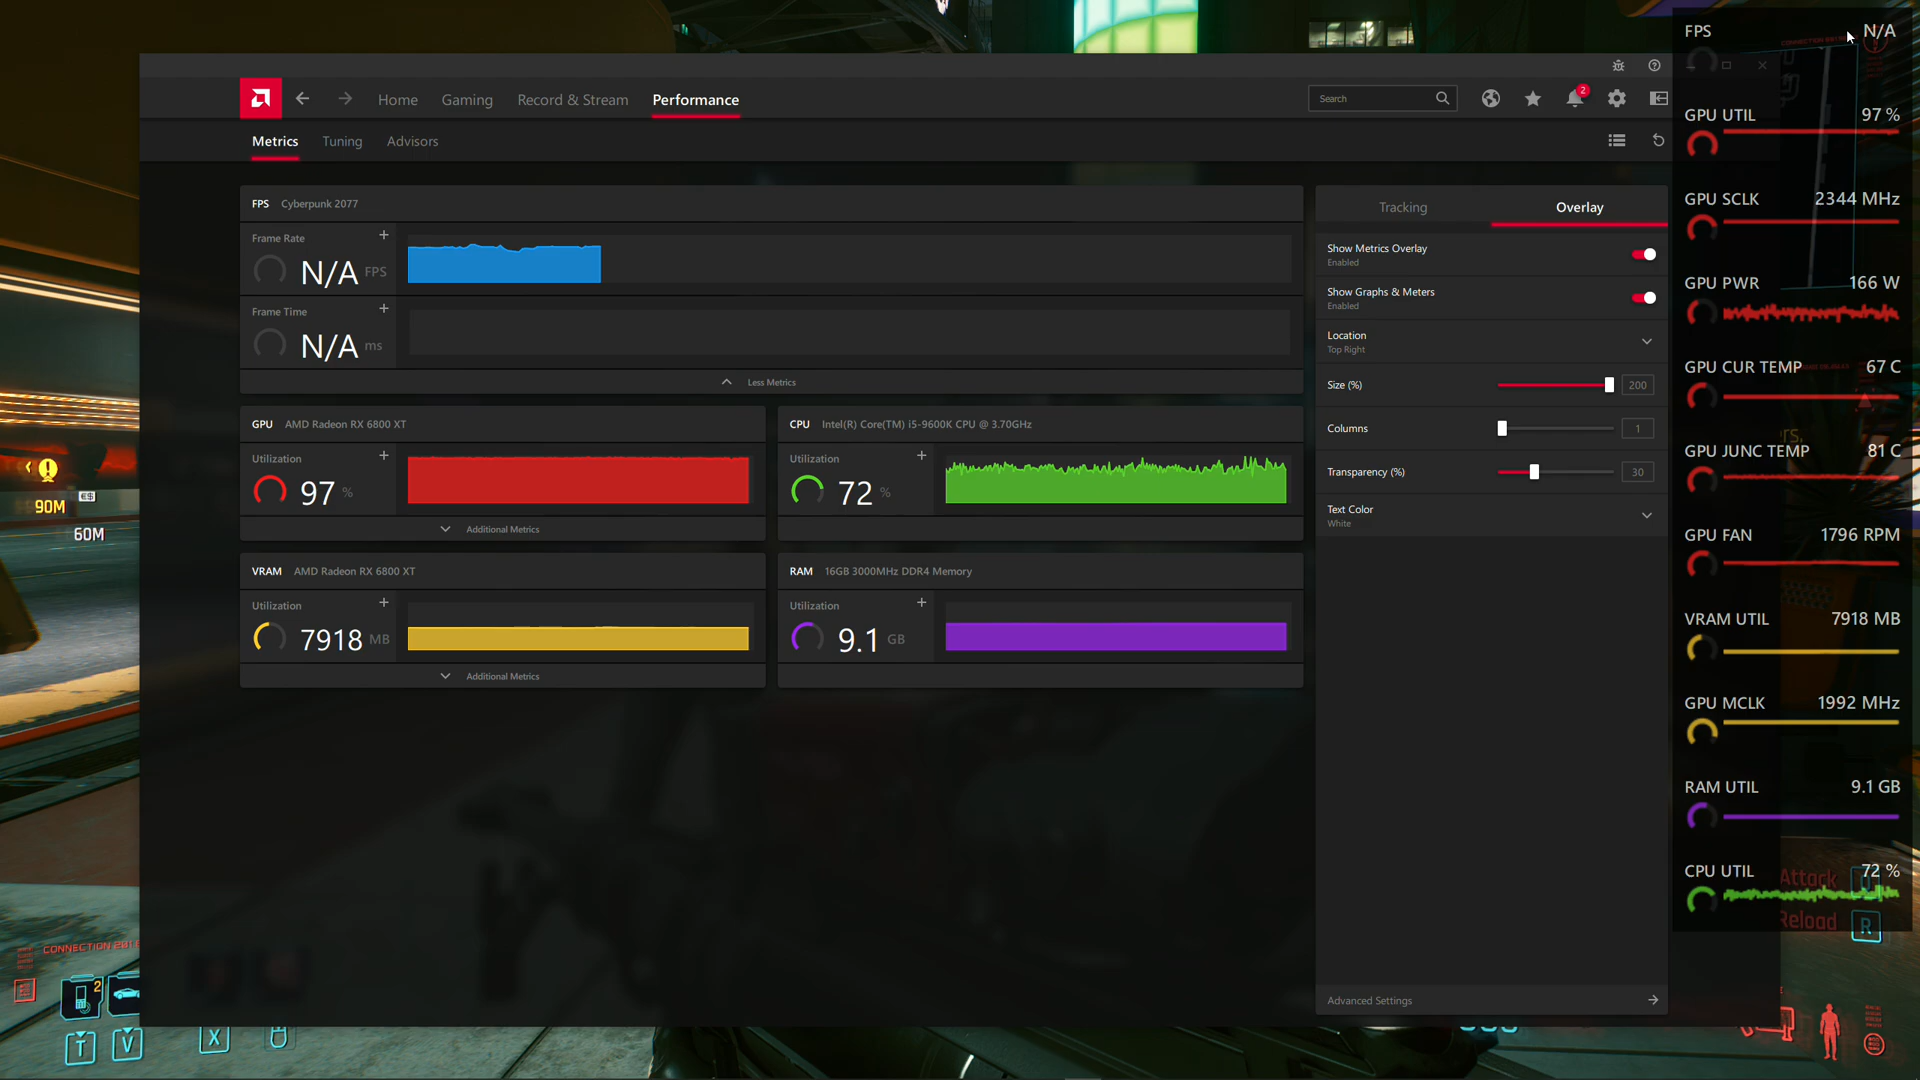 Home
Gaming
Record & Stream
Performance
Search
2
Metrics
Tuning
Advisors
FPS Cyberpunk 2077
Frame Rate
N/A FPS
Frame Time
N/A ms
Less Metrics
GPU AMD Radeon RX 6800 XT
Utilization
97 %
Additional Metrics
CPU Intel(R) Core(TM) i5-9600K CPU @ 3.70GHz
Utilization
72 %
VRAM AMD Radeon RX 6800 XT
Utilization
7918 MB
Additional Metrics
RAM 16GB 3000MHz DDR4 Memory
Utilization
9.1 GB
Tracking
Overlay
Show Metrics Overlay
Enabled
Show Graphs & Meters
Enabled
Location
Top Right
Size (%)
200
Columns
1
Transparency (%)
30
Text Color
White
Advanced Settings
FPS N/A
GPU UTIL 97 %
GPU SCLK 2344 MHz
GPU PWR 166 W
GPU CUR TEMP 67 C
GPU JUNC TEMP 81 C
GPU FAN 1796 RPM
VRAM UTIL 7918 MB
GPU MCLK 1992 MHz
RAM UTIL 9.1 GB
CPU UTIL 72 %
Attack
Reload
R
90M
60M
CONNECTION
2
T
V
X